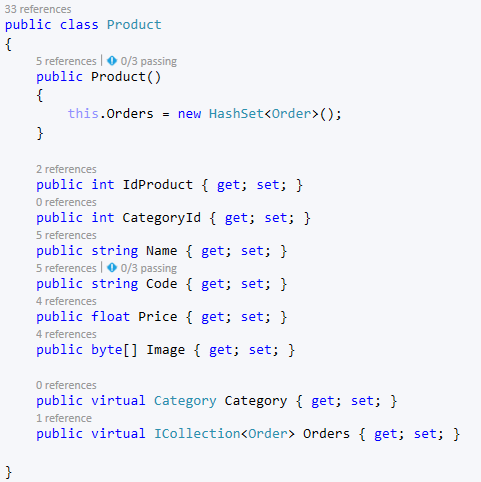 33 references
public class Product
{
5 references | 0/3 passing
public Product()
{
this.Orders = new HashSet<Order>();
}
2 references
public int IdProduct { get; set; }
0 references
public int CategoryId { get; set; }
5 references
public string Name { get; set; }
5 references | 0/3 passing
public string Code { get; set; }
4 references
public float Price { get; set; }
4 references
public byte[] Image { get; set; }
0 references
public virtual Category Category { get; set; }
1 reference
public virtual ICollection<Order> Orders { get; set; }
}